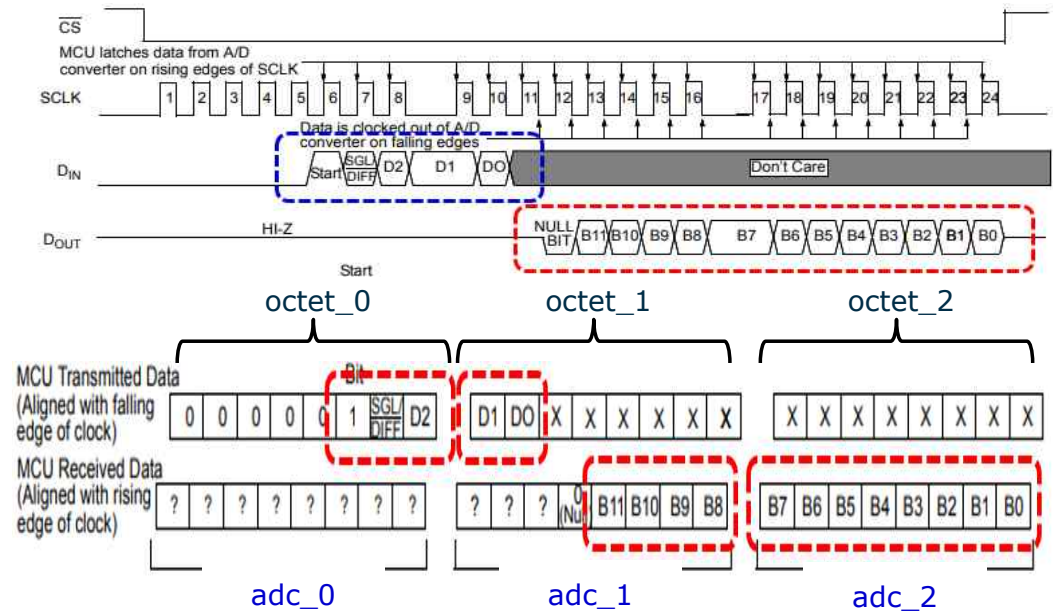 CS
MCU latches data from A/D
converter on rising edges of SCLK
SCLK 1 2 3 4 5 6 7 8 9 10 11 12 13 14 15 16 17 18 19 20 21 22 23 24
Data is clocked out of A/D
converter on falling edges
DIN Start SGL/ DIFF D2 D1 DO Don't Care
DOUT HI-Z NULL BIT B11 B10 B9 B8 B7 B6 B5 B4 B3 B2 B1 B0
Start
octet_0 octet_1 octet_2
Bit
MCU Transmitted Data
(Aligned with falling
edge of clock)
0 0 0 0 0 1 SGL/ DIFF D2 D1 DO X X X X X X X X X X X X X X
MCU Received Data
(Aligned with rising
edge of clock)
? ? ? ? ? ? ? ? ? ? ? 0 (Nu B11 B10 B9 B8 B7 B6 B5 B4 B3 B2 B1 B0
adc_0 adc_1 adc_2